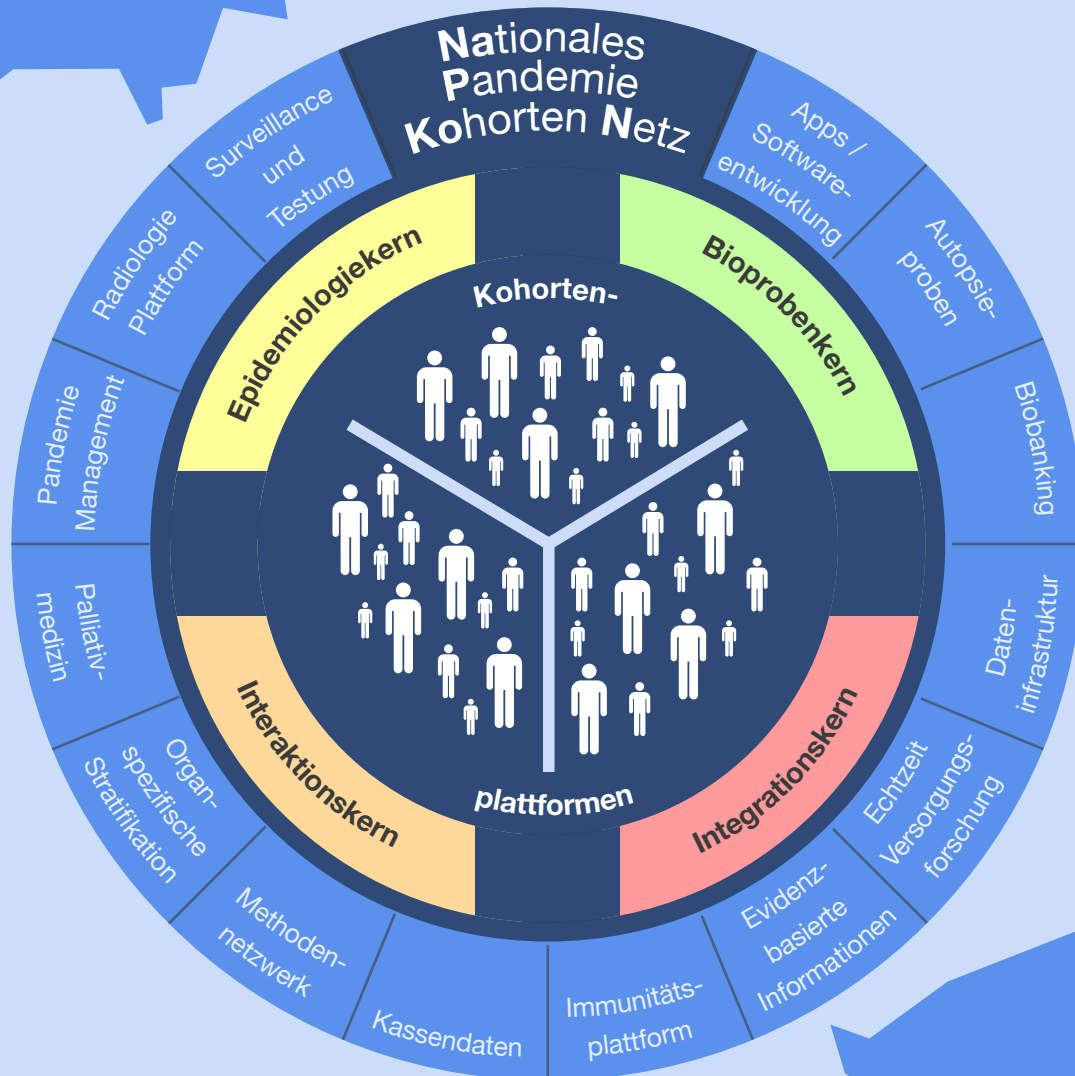 Nationales
Pandemie
Kohorten Netz
Apps /
Software-
entwicklung
Autopsie-
proben
Biobanking
Daten-
infrastruktur
Echtzeit
Versorgungs-
forschung
Evidenz-
basierte
Informationen
Immunitäts-
plattform
Kassendaten
Methoden-
netzwerk
Organ-
spezifische
Stratifikation
Palliativ-
medizin
Pandemie
Management
Radiologie
Plattform
Surveillance
und
Testung
Epidemiologiekern
Bioprobenkern
Integrationskern
Interaktionskern
Kohorten-
plattformen